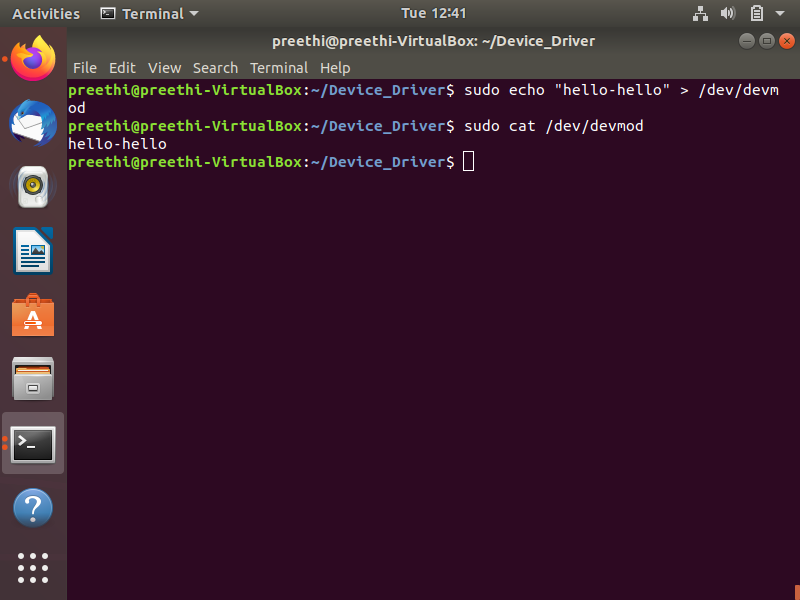 Activities Terminal Tue 12:41
preethi@preethi-VirtualBox: ~/Device_Driver
File Edit View Search Terminal Help
preethi@preethi-VirtualBox:~/Device_Driver$ sudo echo "hello-hello" > /dev/devm
od
preethi@preethi-VirtualBox:~/Device_Driver$ sudo cat /dev/devmod
hello-hello
preethi@preethi-VirtualBox:~/Device_Driver$